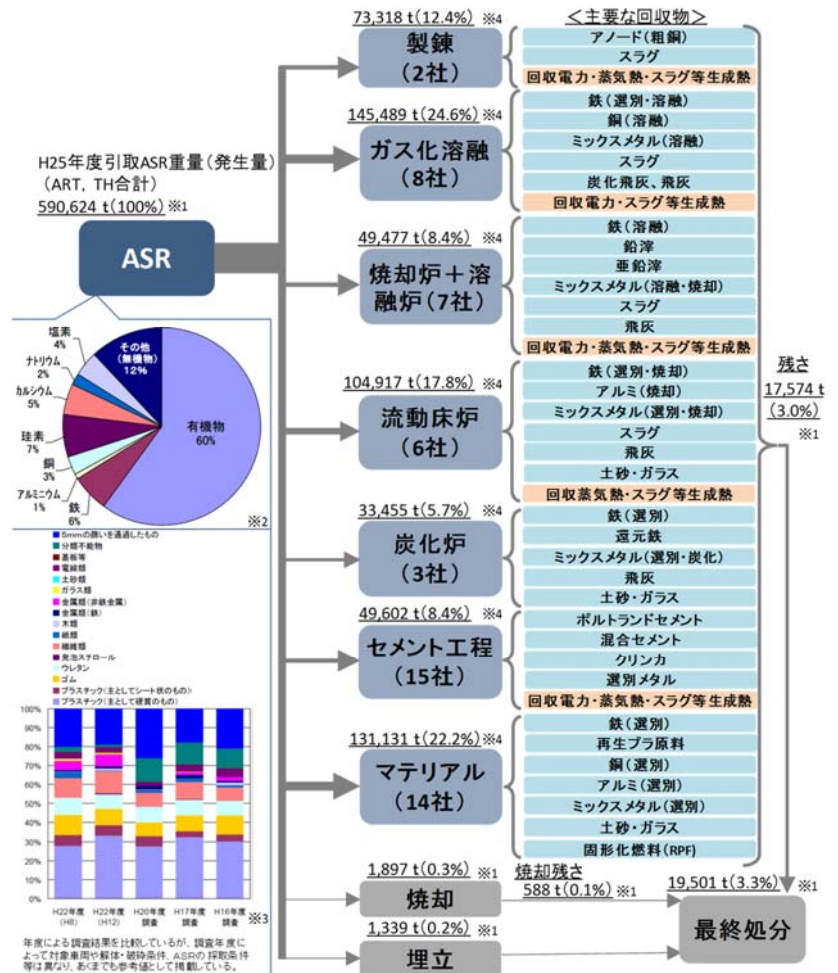 73,318 t(12.4%) ※4
<主要な回収物>
製錬
(2社)
アノード(粗銅)
スラグ
回収電力・蒸気熱・スラグ等生成熱
145,489 t(24.6%) ※4
ガス化溶融
(8社)
鉄(選別・溶融)
銅(溶融)
ミックスメタル(溶融)
スラグ
炭化飛灰、飛灰
回収電力・スラグ等生成熱
H25年度引取ASR重量(発生量)
(ART, TH合計)
590,624 t(100%) ※1
ASR
49,477 t(8.4%) ※4
焼却炉+溶
融炉(7社)
鉄(溶融)
鉛滓
亜鉛滓
ミックスメタル(溶融・焼却)
スラグ
飛灰
回収電力・蒸気熱・スラグ等生成熱
104,917 t(17.8%) ※4
流動床炉
(6社)
鉄(選別・焼却)
アルミ(焼却)
ミックスメタル(選別・焼却)
スラグ
飛灰
土砂・ガラス
回収蒸気熱・スラグ等生成熱
33,455 t(5.7%) ※4
炭化炉
(3社)
鉄(選別)
還元鉄
ミックスメタル(選別・炭化)
飛灰
土砂・ガラス
49,602 t(8.4%) ※4
セメント工程
(15社)
ポルトランドセメント
混合セメント
クリンカ
選別メタル
回収電力・蒸気熱・スラグ等生成熱
131,131 t(22.2%)※4
マテリアル
(14社)
鉄(選別)
再生プラ原料
銅(選別)
アルミ(選別)
ミックスメタル(選別)
土砂・ガラス
固形化燃料(RPF)
残さ
17,574 t
(3.0%)
※1
1,897 t(0.3%) ※1
焼却
焼却残さ
588 t(0.1%) ※1
1,339 t(0.2%) ※1
埋立
19,501 t(3.3%) ※1
最終処分
塩素
4%
ナトリウム
2%
カルシウム
5%
珪素
7%
銅
3%
アルミニウム
1%
鉄
6%
その他
(無機物)
12%
有機物
60%
※2
5mmの篩いを通過したもの
分類不能物
基板等
電線類
土砂類
ガラス類
金属類(非鉄金属)
金属類(鉄)
木類
紙類
繊維類
発泡スチロール
ウレタン
ゴム
プラスチック(主としてシート状のもの)
プラスチック(主として硬質のもの)
100%
90%
80%
70%
60%
50%
40%
30%
20%
10%
0%
H22年度
(H8)
H22年度
(H12)
H20年度
調査
H17年度
調査
H16年度
調査
※3
年度による調査結果を比較しているが、調査年度に
よって対象車両や解体・破砕条件、ASRの採取条件
等は異なり、あくまでも参考値として掲載している。